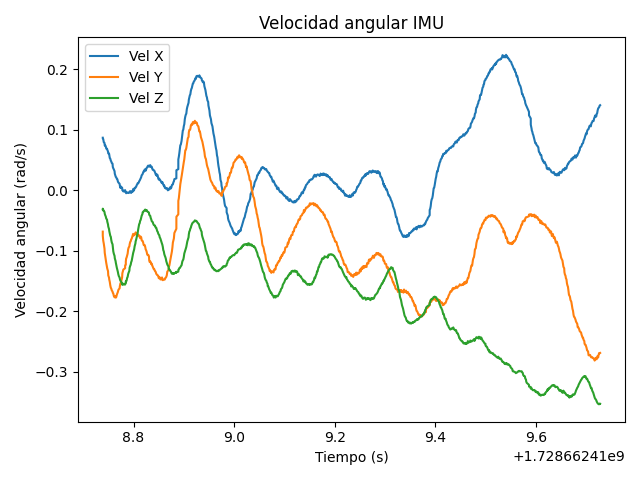 Velocidad angular IMU
Vel X
Vel Y
Vel Z
Velocidad angular (rad/s)
0.2
0.1
0.0
−0.1
−0.2
−0.3
8.8 9.0 9.2 9.4 9.6
Tiempo (s)
+1.72866241e9